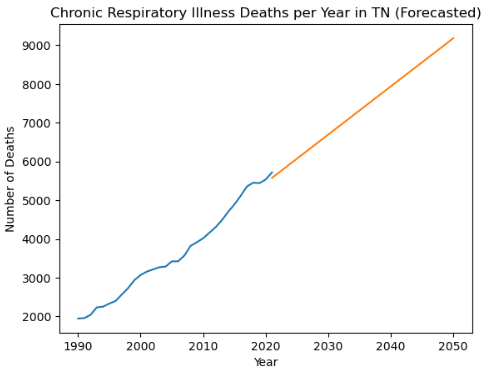 Chronic Respiratory Illness Deaths per Year in TN (Forecasted)
9000
8000
7000
6000
5000
4000
3000
2000
Number of Deaths
1990 2000 2010 2020 2030 2040 2050
Year